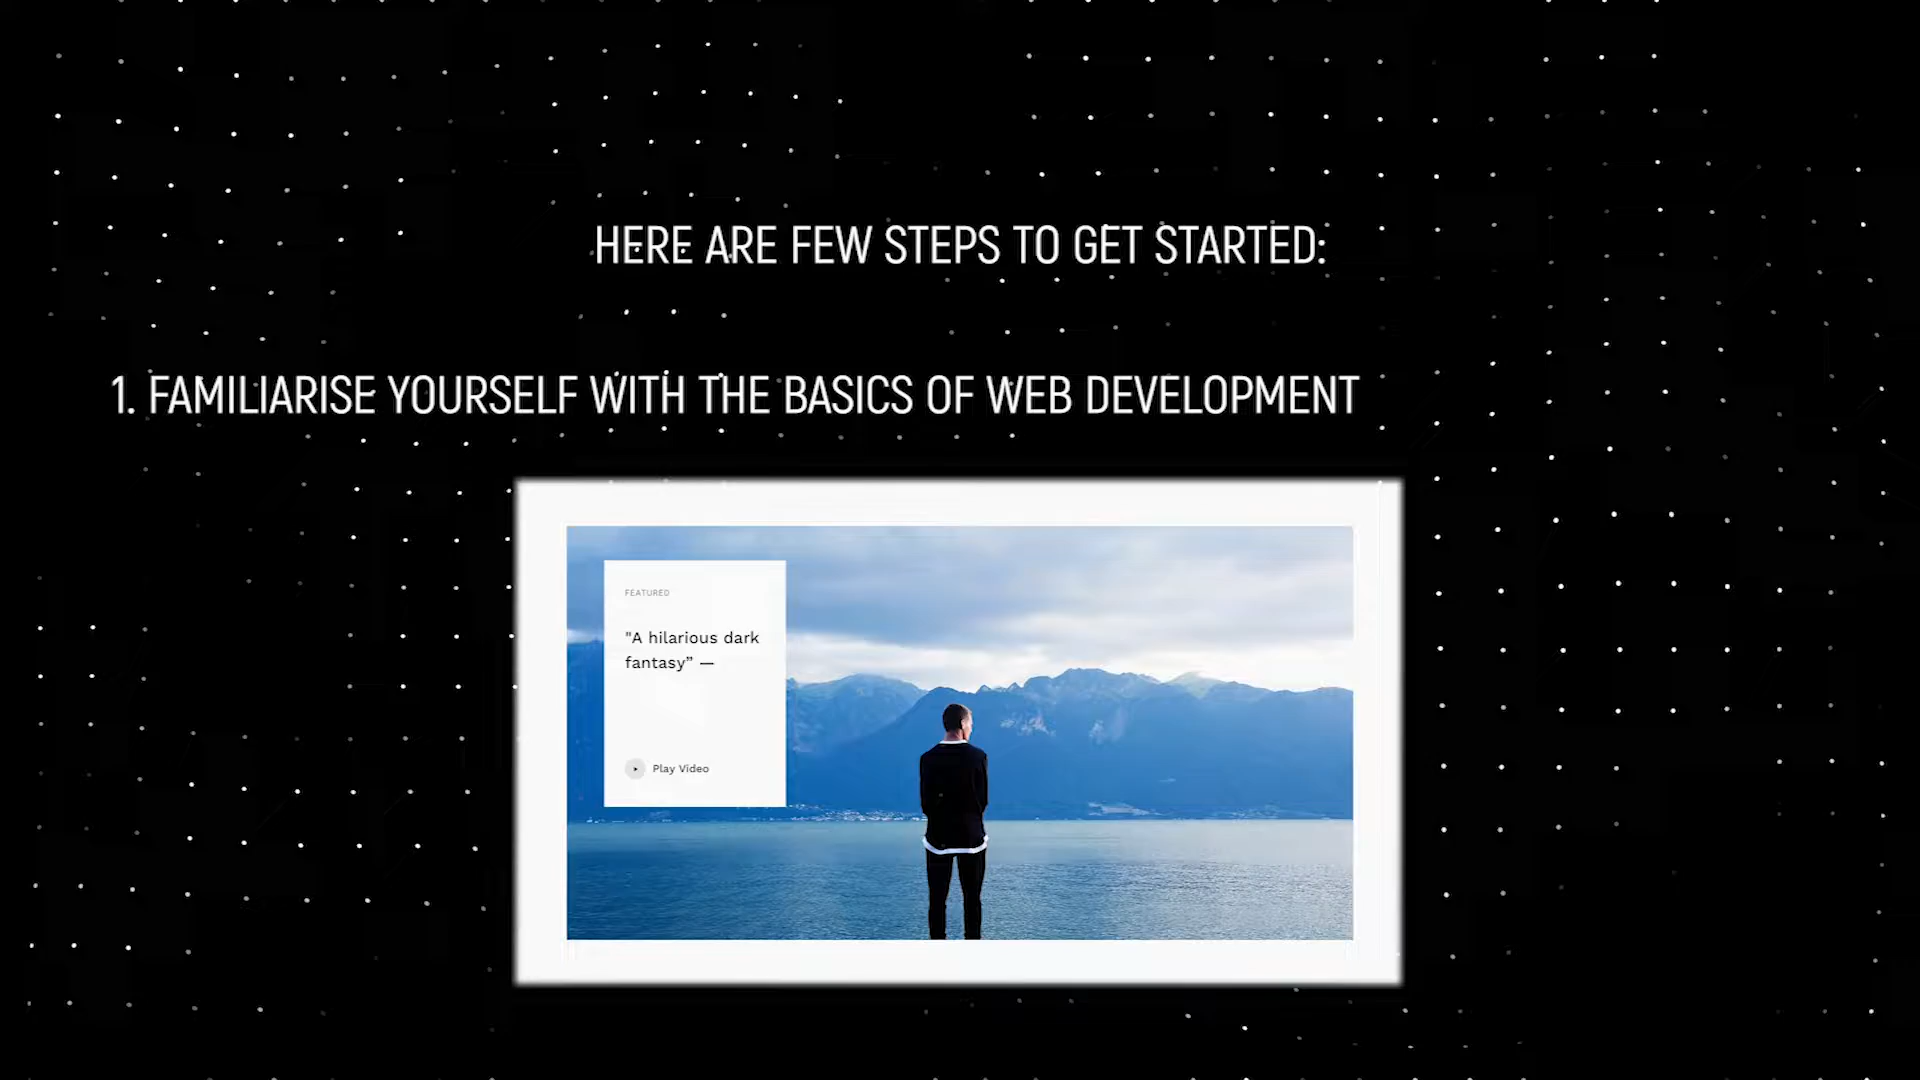 HERE ARE FEW STEPS TO GET STARTED:
1. FAMILIARISE YOURSELF WITH THE BASICS OF WEB DEVELOPMENT
FEATURED
"A hilarious dark
fantasy” —
Play Video